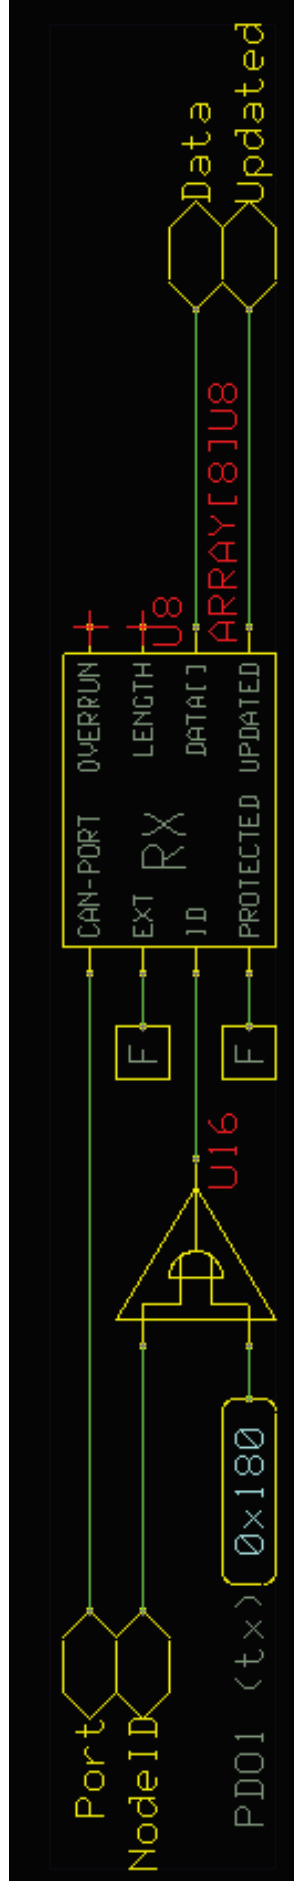 Port
NodeID
PDO1 (tx)
0x180
U16
F
F
CAN-PORT OVERRUN
EXT LENGTH
RX
ID DATA[]
PROTECTED UPDATED
U8
ARRAY[8]U8
Data
Updated